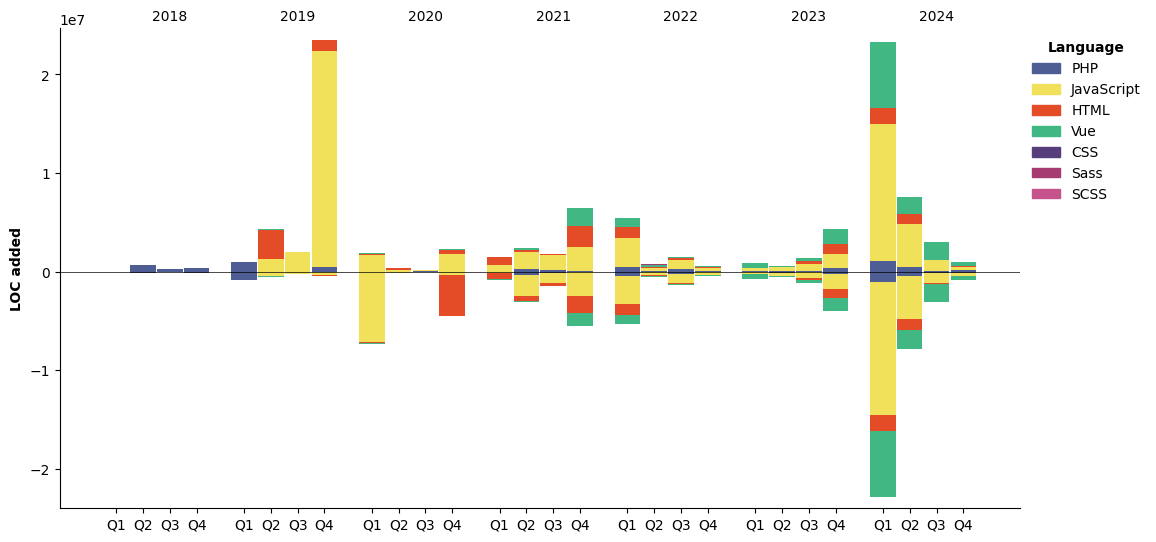 1e7
2018 2019 2020 2021 2022 2023 2024
Language
PHP
JavaScript
HTML
Vue
CSS
Sass
SCSS
LOC added
2
1
0
−1
−2
Q1 Q2 Q3 Q4 Q1 Q2 Q3 Q4 Q1 Q2 Q3 Q4 Q1 Q2 Q3 Q4 Q1 Q2 Q3 Q4 Q1 Q2 Q3 Q4 Q1 Q2 Q3 Q4